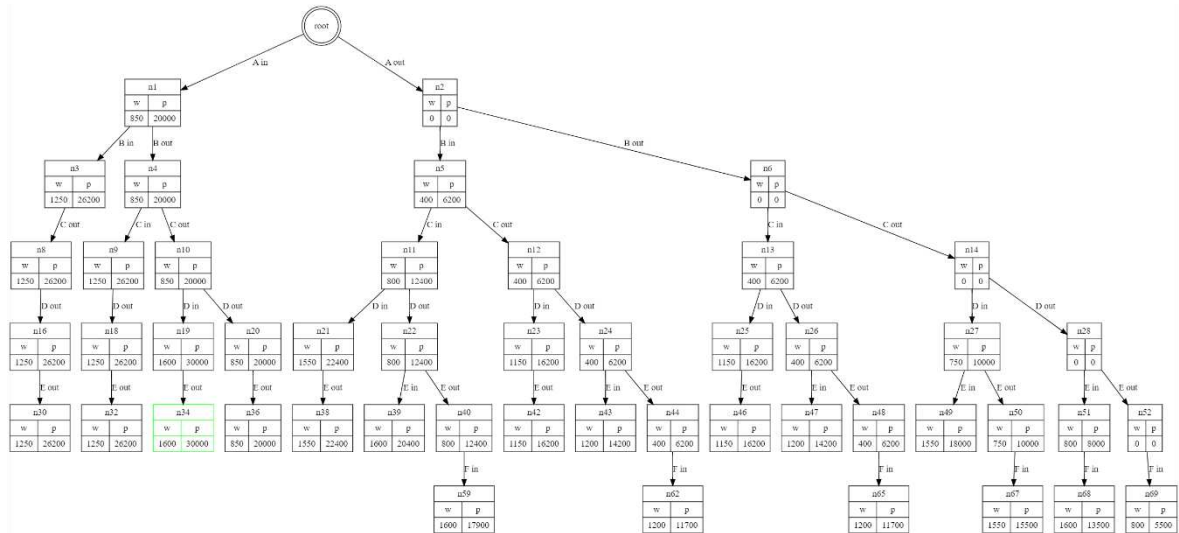 root
A in A out
n1 n2
w p w p
850 20000 0 0
B in B out B in B out
n3 n4 n5 n6
w p w p w p w p
1250 26200 850 20000 400 6200 0 0
C out C in C out C in C out C in C out
n8 n9 n10 n11 n12 n13 n14
w p w p w p w p w p w p w p
1250 26200 1250 26200 850 20000 800 12400 400 6200 400 6200 0 0
D out D out D in D out D in D out D in D out D in D out D in D out
n16 n18 n19 n20 n21 n22 n23 n24 n25 n26 n27 n28
w p w p w p w p w p w p w p w p w p w p w p w p
1250 26200 1250 26200 1600 30000 850 20000 1550 22400 800 12400 1150 16200 400 6200 1150 16200 400 6200 750 10000 0 0
E out E out E out E out E out E in E out E out E in E out E out E in E out E in E out E in E out
n30 n32 n34 n36 n38 n39 n40 n42 n43 n44 n46 n47 n48 n49 n50 n51 n52
w p w p w p w p w p w p w p w p w p w p w p w p w p w p w p w p w p
1250 26200 1250 26200 1600 30000 850 20000 1550 22400 1600 20400 800 12400 1150 16200 1200 14200 400 6200 1150 16200 1200 14200 400 6200 1550 18000 750 10000 800 8000 0 0
F in F in F in F in F in F in
n59 n62 n65 n67 n68 n69
w p w p w p w p w p w p
1600 17900 1200 11700 1200 11700 1550 15500 1600 13500 800 5500